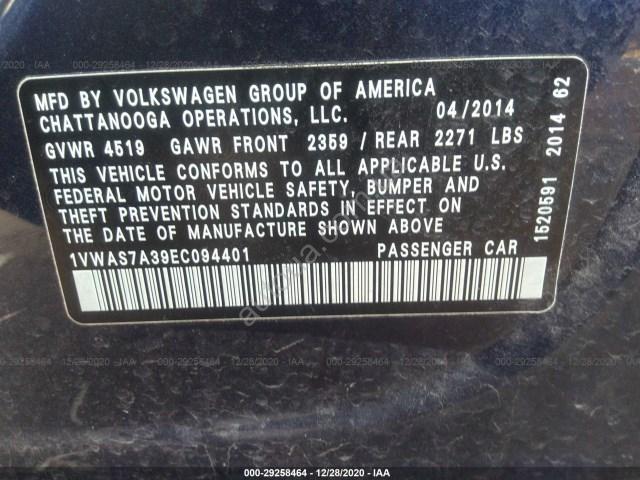 MFD BY VOLKSWAGEN GROUP OF AMERICA
CHATTANOOGA OPERATIONS, LLC. 04/2014
GVWR 4519 GAWR FRONT 2359 / REAR 2271 LBS
THIS VEHICLE CONFORMS TO ALL APPLICABLE U.S.
FEDERAL MOTOR VEHICLE SAFETY, BUMPER AND
THEFT PREVENTION STANDARDS IN EFFECT ON
THE DATE OF MANUFACTURE SHOWN ABOVE
1VWAS7A39EC094401 PASSENGER CAR
1520591 2014 62
000-29258464 - 12/28/2020 - IAA